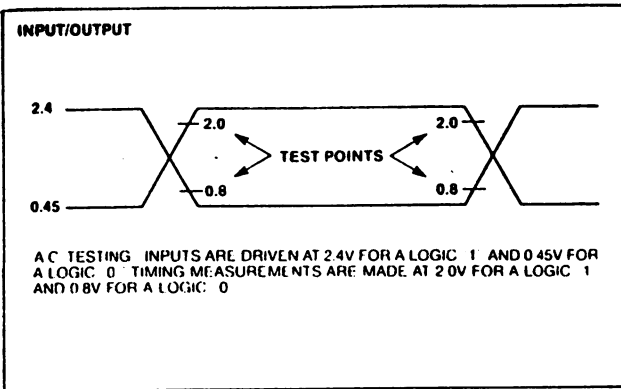 INPUT/OUTPUT
2.4
2.0
2.0
TEST POINTS
0.8
0.8
0.45
A C TESTING INPUTS ARE DRIVEN AT 2.4V FOR A LOGIC 1 AND 0 45V FOR
A LOGIC 0 TIMING MEASUREMENTS ARE MADE AT 2 0V FOR A LOGIC 1
AND 0 8V FOR A LOGIC 0